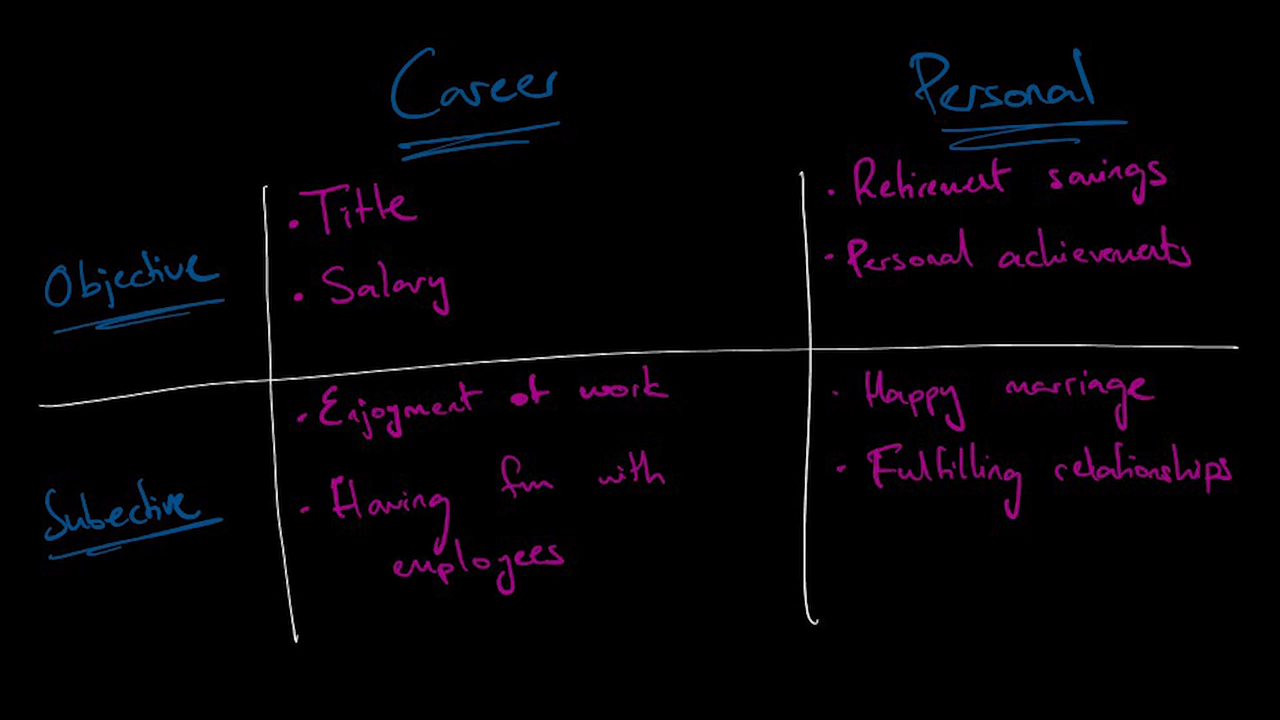 Career
Personal
Objective
• Title
• Salary
• Retirement savings
• Personal achievements
Subective
• Enjoyment of work
• Having fun with
employees
• Happy marriage
• Fulfilling relationships